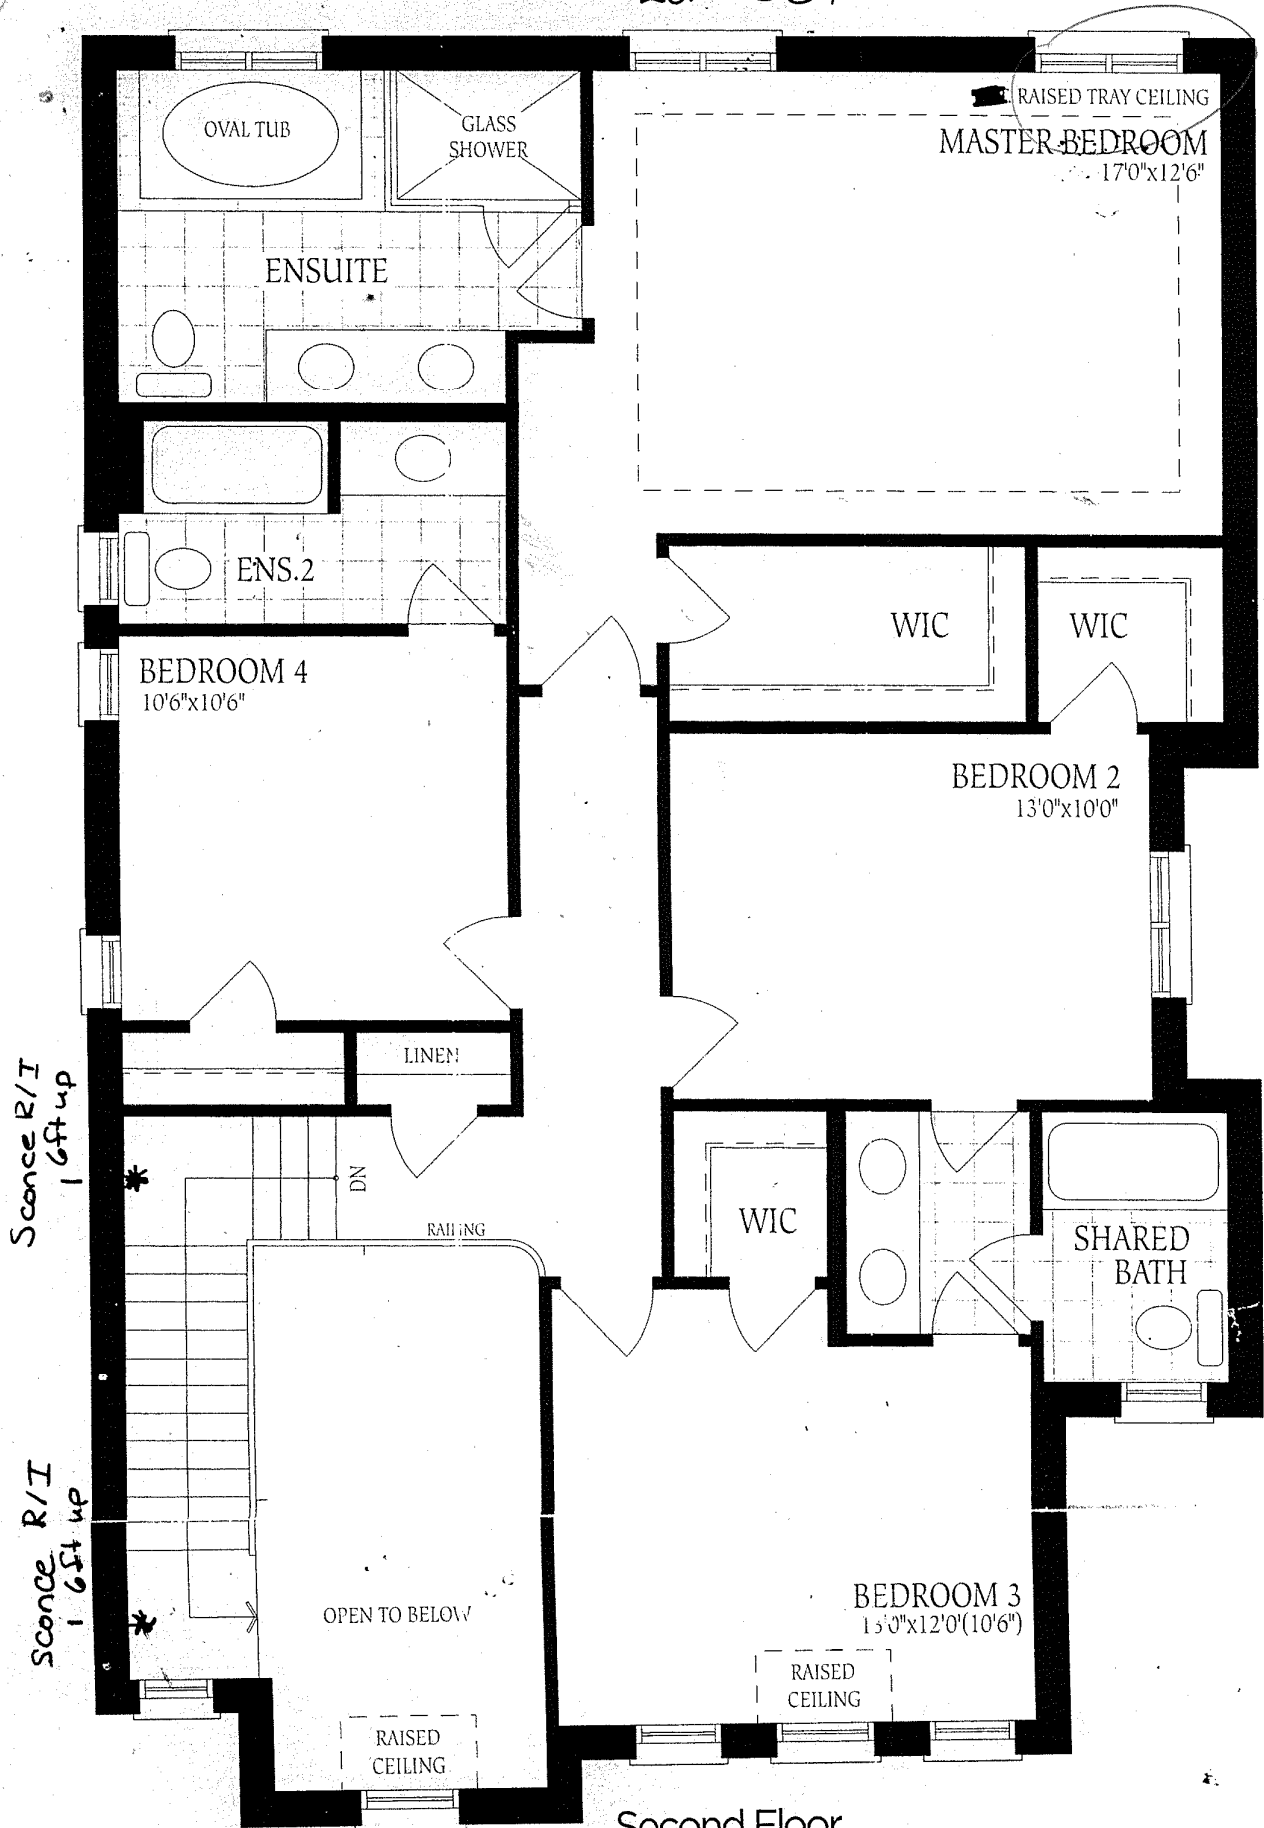 RAISED TRAY CEILING
MASTER BEDROOM
17'0"x12'6"
OVAL TUB
GLASS
SHOWER
ENSUITE
ENS.2
WIC
WIC
BEDROOM 4
10'6"x10'6"
BEDROOM 2
13'0"x10'0"
LINEN
Sconce R/I
1 6ft up
DN
RAILING
WIC
SHARED
BATH
Sconce R/I
1 6ft up
OPEN TO BELOW
BEDROOM 3
13'0"x12'0"(10'6")
RAISED
CEILING
RAISED
CEILING
Second Floor